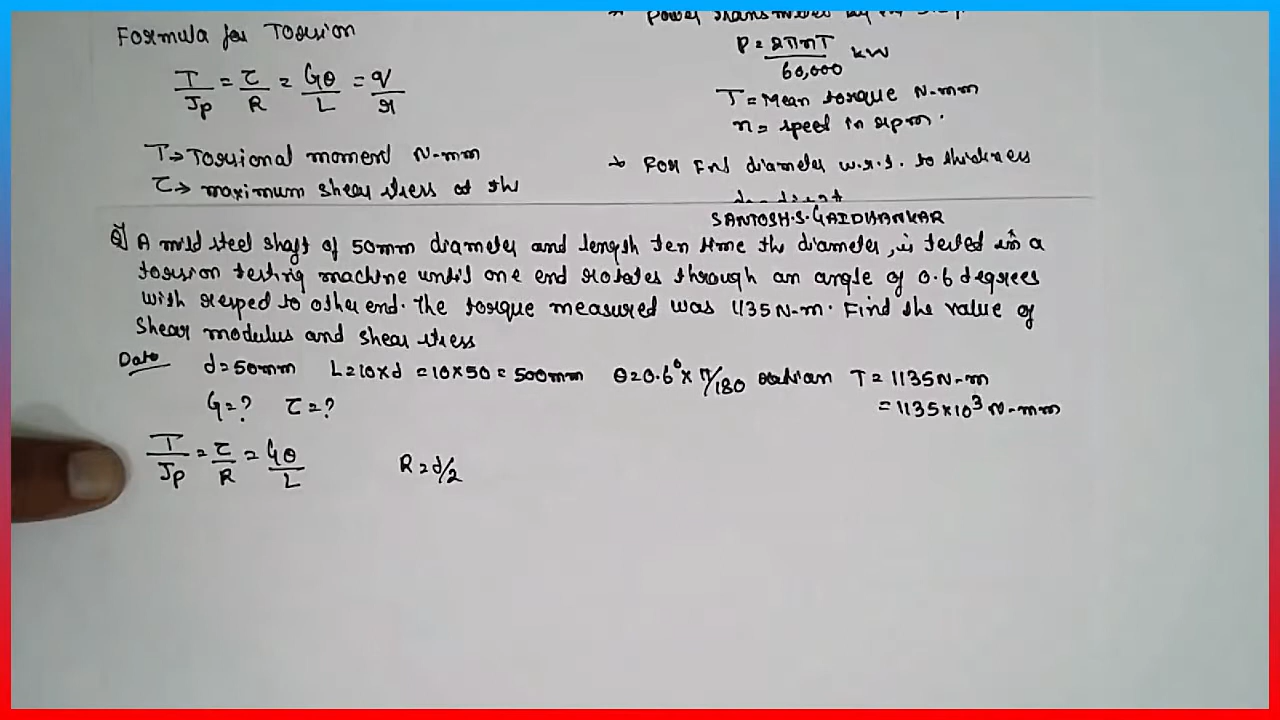 Formula for Torsion
T/Jp = τ/R = Gθ/L = q/r
T → Torsional moment N-mm
τ → maximum shear stress at the
P = 2πnT/60,000 kW
T = Mean torque N-mm
n = speed in rpm.
→ For Find diameter w.r.t. to thickness
SANTOSH.S.GAIDHANKAR
Q] A mild steel shaft of 50mm diameter and length ten time the diameter, is tested in a
torsion testing machine until one end rotates through an angle of 0.6 degrees
with respect to other end. The torque measured was 1135 N-m. Find the value of
Shear modulus and shear stress
Data d=50mm L=10×d =10×50 = 500mm θ=0.6°×π/180 radian T = 1135N-m
G=? τ=? = 1135×10³ N-mm
T/Jp = τ/R = Gθ/L R = d/2